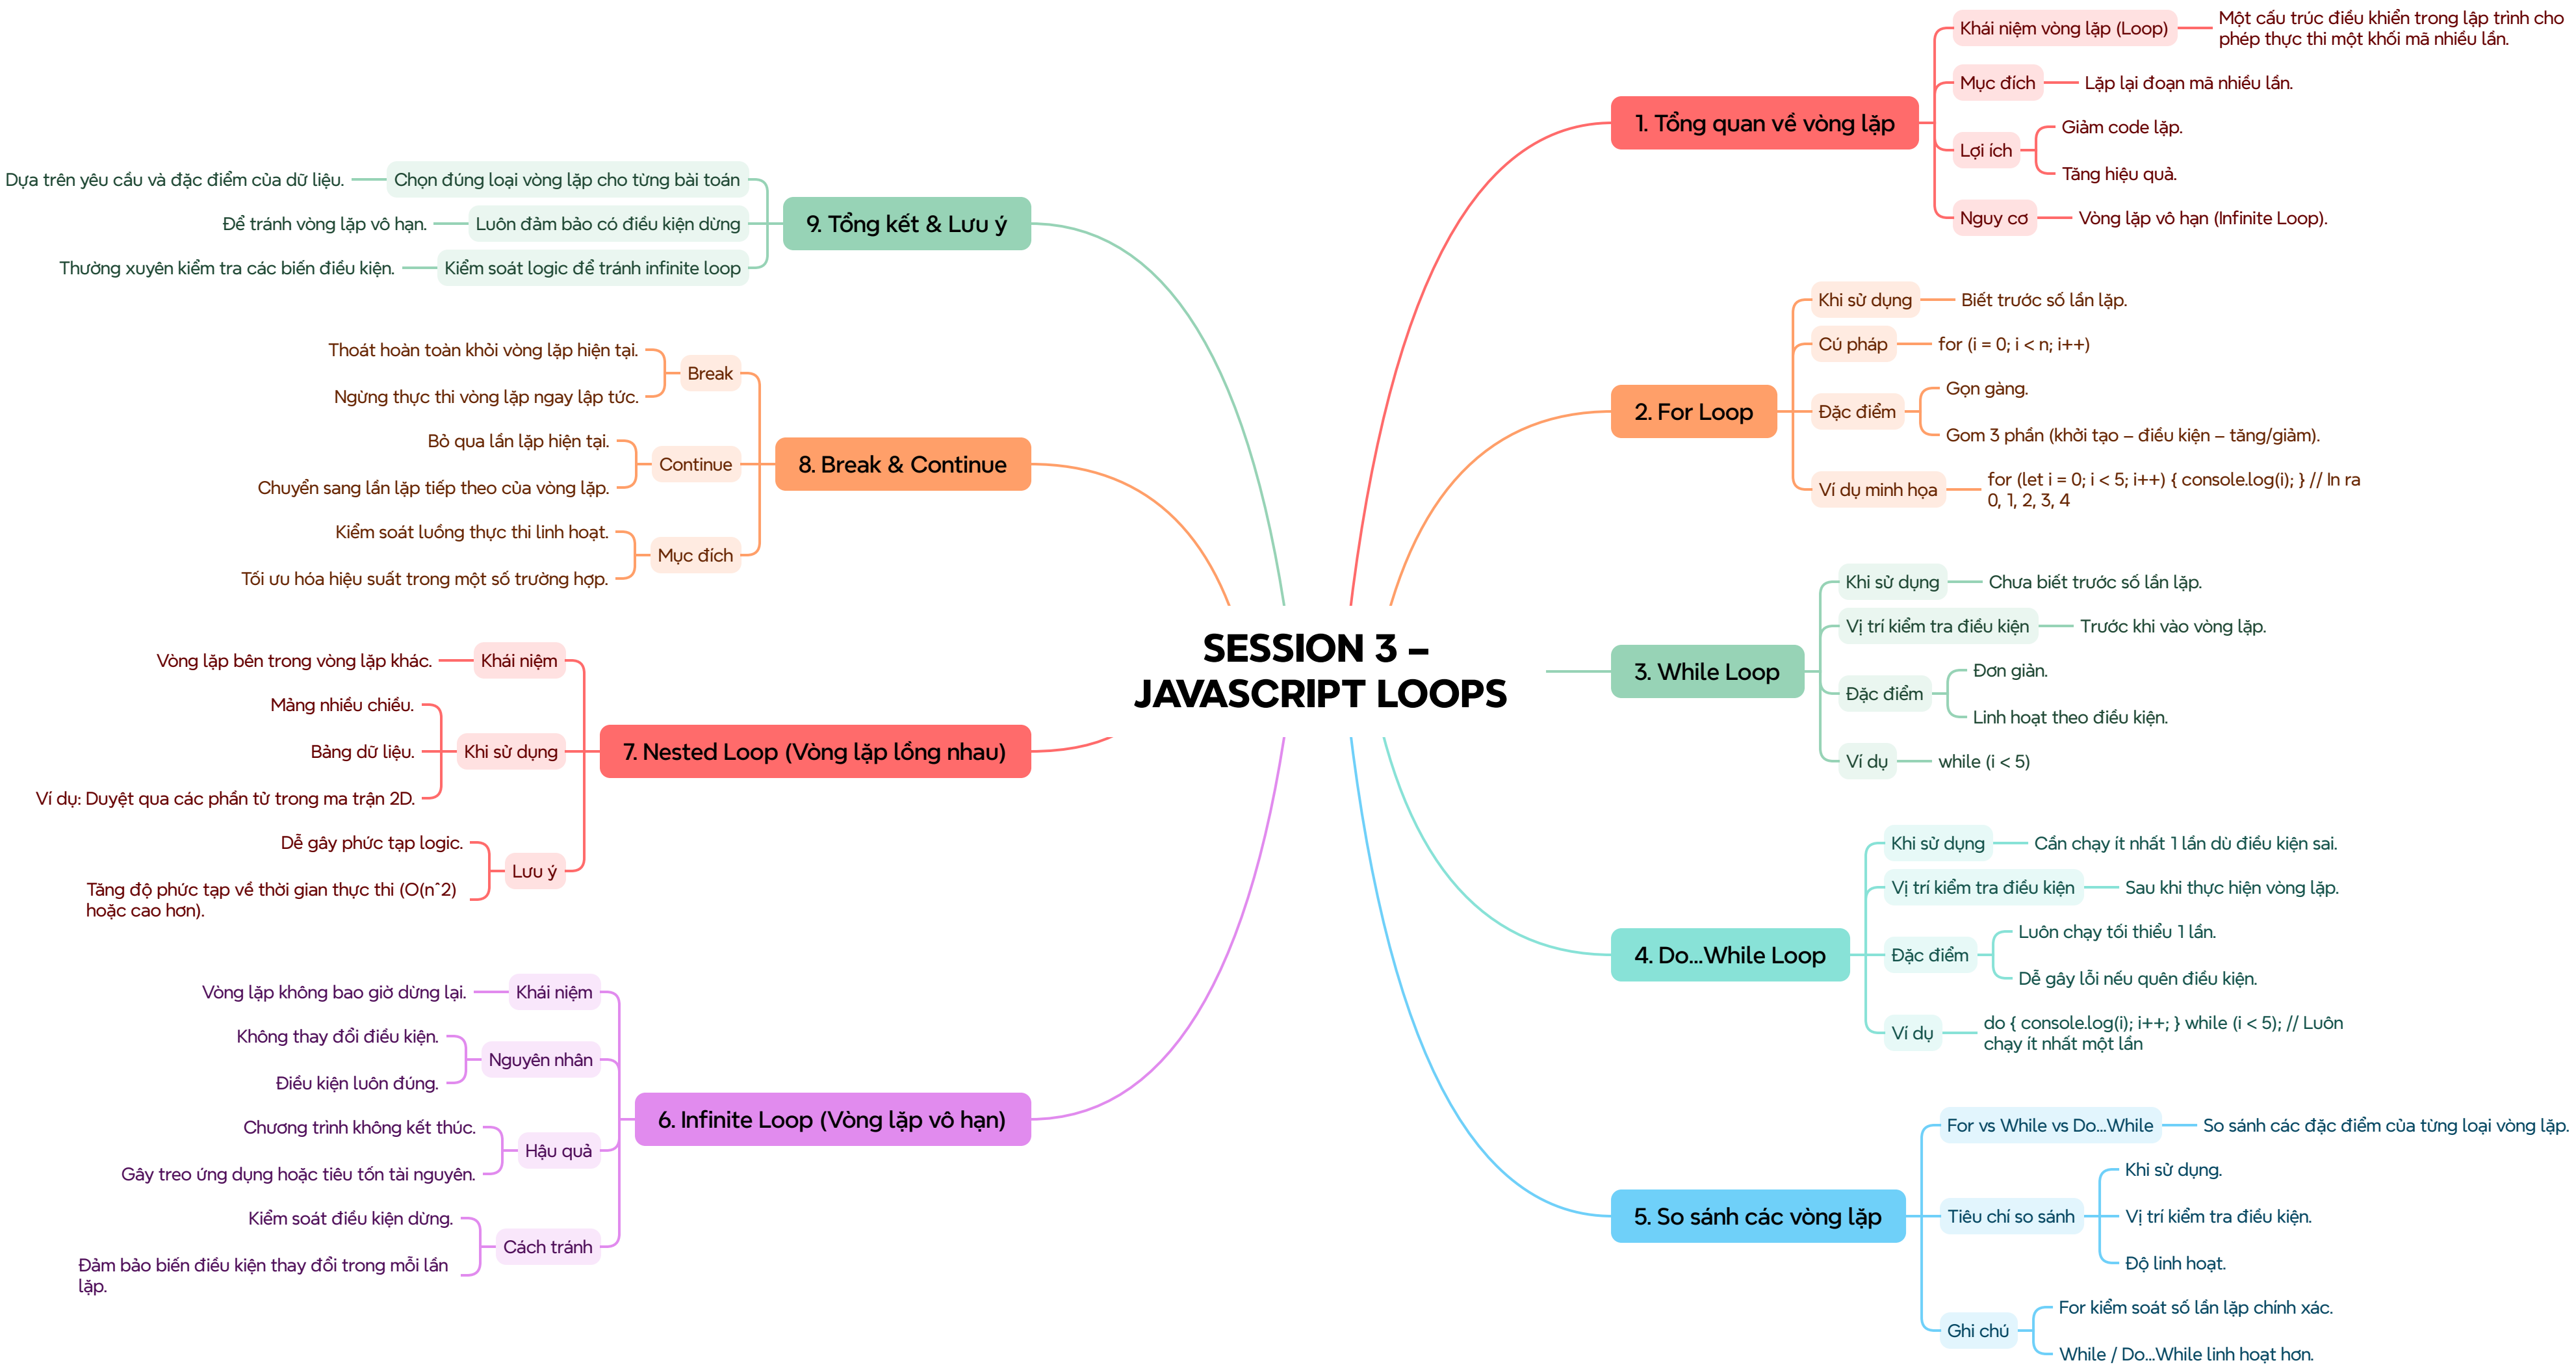 SESSION 3 –
JAVASCRIPT LOOPS
1. Tổng quan về vòng lặp
Khái niệm vòng lặp (Loop)
Một cấu trúc điều khiển trong lập trình cho
phép thực thi một khối mã nhiều lần.
Mục đích
Lặp lại đoạn mã nhiều lần.
Lợi ích
Giảm code lặp.
Tăng hiệu quả.
Nguy cơ
Vòng lặp vô hạn (Infinite Loop).
2. For Loop
Khi sử dụng
Biết trước số lần lặp.
Cú pháp
for (i = 0; i < n; i++)
Đặc điểm
Gọn gàng.
Gom 3 phần (khởi tạo – điều kiện – tăng/giảm).
Ví dụ minh họa
for (let i = 0; i < 5; i++) { console.log(i); } // In ra
0, 1, 2, 3, 4
3. While Loop
Khi sử dụng
Chưa biết trước số lần lặp.
Vị trí kiểm tra điều kiện
Trước khi vào vòng lặp.
Đặc điểm
Đơn giản.
Linh hoạt theo điều kiện.
Ví dụ
while (i < 5)
4. Do...While Loop
Khi sử dụng
Cần chạy ít nhất 1 lần dù điều kiện sai.
Vị trí kiểm tra điều kiện
Sau khi thực hiện vòng lặp.
Đặc điểm
Luôn chạy tối thiểu 1 lần.
Dễ gây lỗi nếu quên điều kiện.
Ví dụ
do { console.log(i); i++; } while (i < 5); // Luôn
chạy ít nhất một lần
5. So sánh các vòng lặp
For vs While vs Do...While
So sánh các đặc điểm của từng loại vòng lặp.
Tiêu chí so sánh
Khi sử dụng.
Vị trí kiểm tra điều kiện.
Độ linh hoạt.
Ghi chú
For kiểm soát số lần lặp chính xác.
While / Do...While linh hoạt hơn.
6. Infinite Loop (Vòng lặp vô hạn)
Khái niệm
Vòng lặp không bao giờ dừng lại.
Nguyên nhân
Không thay đổi điều kiện.
Điều kiện luôn đúng.
Hậu quả
Chương trình không kết thúc.
Gây treo ứng dụng hoặc tiêu tốn tài nguyên.
Cách tránh
Kiểm soát điều kiện dừng.
Đảm bảo biến điều kiện thay đổi trong mỗi lần
lặp.
7. Nested Loop (Vòng lặp lồng nhau)
Khái niệm
Vòng lặp bên trong vòng lặp khác.
Khi sử dụng
Mảng nhiều chiều.
Bảng dữ liệu.
Ví dụ: Duyệt qua các phần tử trong ma trận 2D.
Lưu ý
Dễ gây phức tạp logic.
Tăng độ phức tạp về thời gian thực thi (O(n^2)
hoặc cao hơn).
8. Break & Continue
Break
Thoát hoàn toàn khỏi vòng lặp hiện tại.
Ngừng thực thi vòng lặp ngay lập tức.
Continue
Bỏ qua lần lặp hiện tại.
Chuyển sang lần lặp tiếp theo của vòng lặp.
Mục đích
Kiểm soát luồng thực thi linh hoạt.
Tối ưu hóa hiệu suất trong một số trường hợp.
9. Tổng kết & Lưu ý
Chọn đúng loại vòng lặp cho từng bài toán
Dựa trên yêu cầu và đặc điểm của dữ liệu.
Luôn đảm bảo có điều kiện dừng
Để tránh vòng lặp vô hạn.
Kiểm soát logic để tránh infinite loop
Thường xuyên kiểm tra các biến điều kiện.